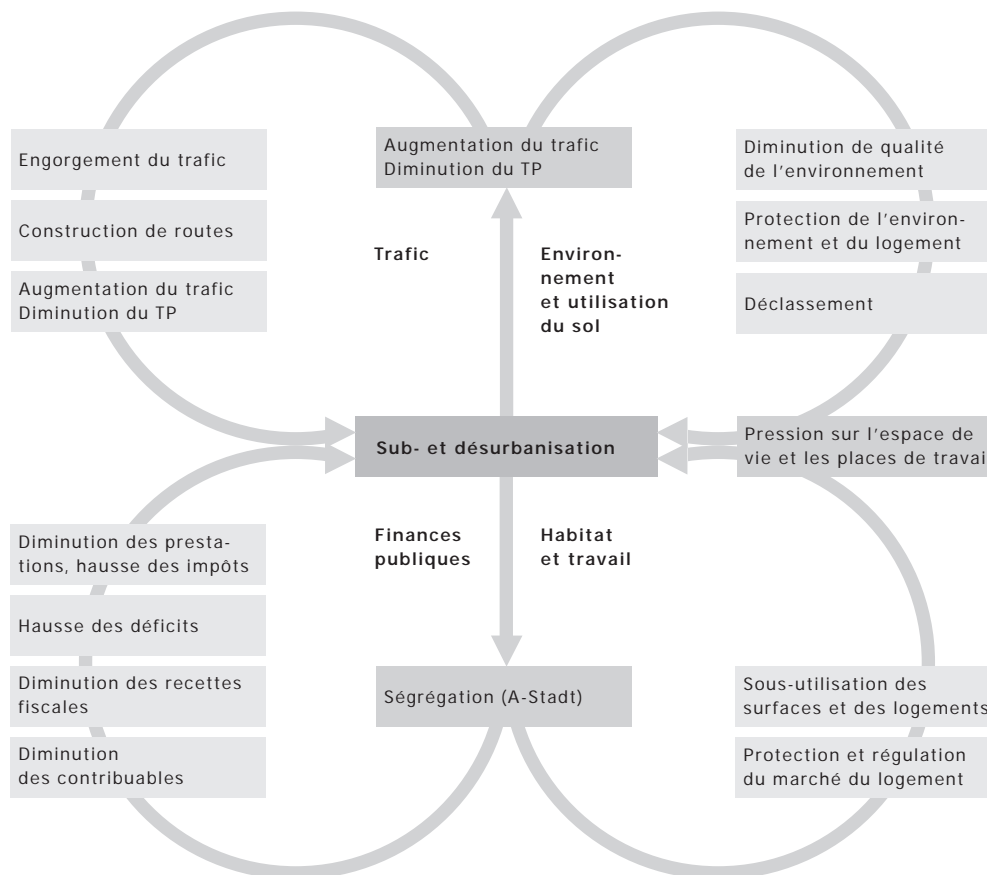 Engorgement du trafic
Construction de routes
Augmentation du trafic
Diminution du TP
Augmentation du trafic
Diminution du TP
Diminution de qualité
de l'environnement
Protection de l'environ-
nement et du logement
Déclassement
Trafic
Environ-
nement
et utilisation
du sol
Sub- et désurbanisation
Pression sur l'espace de
vie et les places de travail
Finances
publiques
Habitat
et travail
Diminution des presta-
tions, hausse des impôts
Hausse des déficits
Diminution des recettes
fiscales
Diminution
des contribuables
Ségrégation (A-Stadt)
Sous-utilisation des
surfaces et des logements
Protection et régulation
du marché du logement